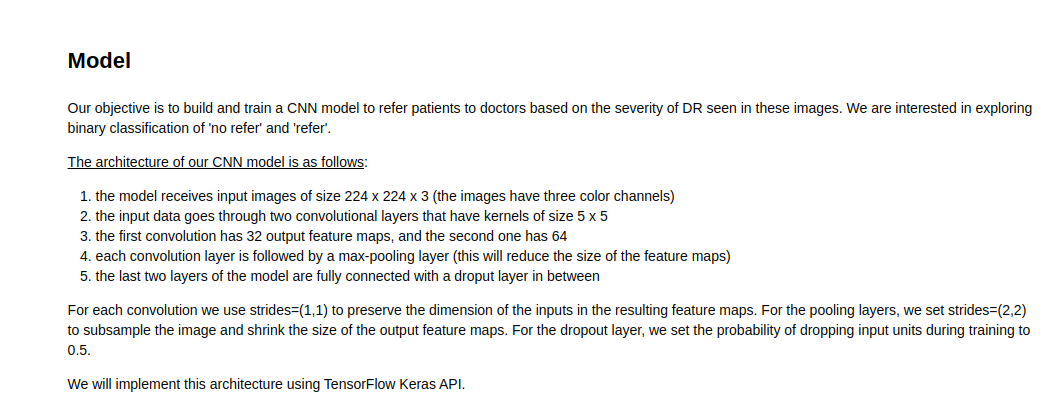 Model
Our objective is to build and train a CNN model to refer patients to doctors based on the severity of DR seen in these images. We are interested in exploring
binary classification of 'no refer' and 'refer'.
The architecture of our CNN model is as follows:
1. the model receives input images of size 224 x 224 x 3 (the images have three color channels)
2. the input data goes through two convolutional layers that have kernels of size 5 x 5
3. the first convolution has 32 output feature maps, and the second one has 64
4. each convolution layer is followed by a max-pooling layer (this will reduce the size of the feature maps)
5. the last two layers of the model are fully connected with a droput layer in between
For each convolution we use strides=(1,1) to preserve the dimension of the inputs in the resulting feature maps. For the pooling layers, we set strides=(2,2)
to subsample the image and shrink the size of the output feature maps. For the dropout layer, we set the probability of dropping input units during training to
0.5.
We will implement this architecture using TensorFlow Keras API.